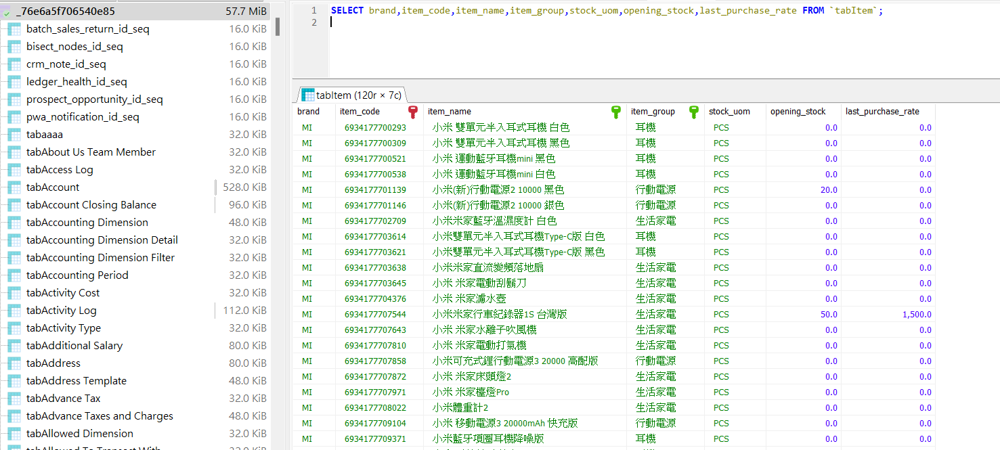 _76e6a5f706540e85 57.7 MiB
batch_sales_return_id_seq 16.0 KiB
bisect_nodes_id_seq 16.0 KiB
crm_note_id_seq 16.0 KiB
ledger_health_id_seq 16.0 KiB
prospect_opportunity_id_seq 16.0 KiB
pwa_notification_id_seq 16.0 KiB
tabaaaa 32.0 KiB
tabAbout Us Team Member 32.0 KiB
tabAccess Log 32.0 KiB
tabAccount 528.0 KiB
tabAccount Closing Balance 96.0 KiB
tabAccounting Dimension 48.0 KiB
tabAccounting Dimension Detail 32.0 KiB
tabAccounting Dimension Filter 32.0 KiB
tabAccounting Period 32.0 KiB
tabActivity Cost 32.0 KiB
tabActivity Log 112.0 KiB
tabActivity Type 32.0 KiB
tabAdditional Salary 80.0 KiB
tabAddress 80.0 KiB
tabAddress Template 48.0 KiB
tabAdvance Tax 32.0 KiB
tabAdvance Taxes and Charges 48.0 KiB
tabAllowed Dimension 32.0 KiB
tabAllowed To Transact With 32.0 KiB
1 SELECT brand,item_code,item_name,item_group,stock_uom,opening_stock,last_purchase_rate FROM `tabItem`;
2
tabItem (120r × 7c)
brand item_code item_name item_group stock_uom opening_stock last_purchase_rate
MI 6934177700293 小米 雙單元半入耳式耳機 白色 耳機 PCS 0.0 0.0
MI 6934177700309 小米 雙單元半入耳式耳機 黑色 耳機 PCS 0.0 0.0
MI 6934177700521 小米 運動藍牙耳機mini 黑色 耳機 PCS 0.0 0.0
MI 6934177700538 小米 運動藍牙耳機mini 白色 耳機 PCS 0.0 0.0
MI 6934177701139 小米(新)行動電源2 10000 黑色 行動電源 PCS 20.0 0.0
MI 6934177701146 小米(新)行動電源2 10000 銀色 行動電源 PCS 0.0 0.0
MI 6934177702709 小米米家藍牙溫濕度計 白色 生活家電 PCS 0.0 0.0
MI 6934177703614 小米雙單元半入耳式耳機Type-C版 白色 耳機 PCS 0.0 0.0
MI 6934177703621 小米雙單元半入耳式耳機Type-C版 黑色 耳機 PCS 0.0 0.0
MI 6934177703638 小米米家直流變頻落地扇 生活家電 PCS 0.0 0.0
MI 6934177703645 小米 米家電動刮鬍刀 生活家電 PCS 0.0 0.0
MI 6934177704376 小米 米家濾水壺 生活家電 PCS 0.0 0.0
MI 6934177707544 小米米家行車紀錄器1S 台灣版 生活家電 PCS 50.0 1,500.0
MI 6934177707643 小米 米家水離子吹風機 生活家電 PCS 0.0 0.0
MI 6934177707810 小米 米家電動打氣機 生活家電 PCS 0.0 0.0
MI 6934177707858 小米可充式鋰行動電源3 20000 高配版 行動電源 PCS 0.0 0.0
MI 6934177707872 小米 米家床頭燈2 生活家電 PCS 0.0 0.0
MI 6934177707971 小米 米家檯燈Pro 生活家電 PCS 0.0 0.0
MI 6934177708022 小米體重計2 生活家電 PCS 0.0 0.0
MI 6934177709104 小米 移動電源3 20000mAh 快充版 行動電源 PCS 0.0 0.0
MI 6934177709371 小米藍牙項圈耳機降噪版 耳機 PCS 0.0 0.0